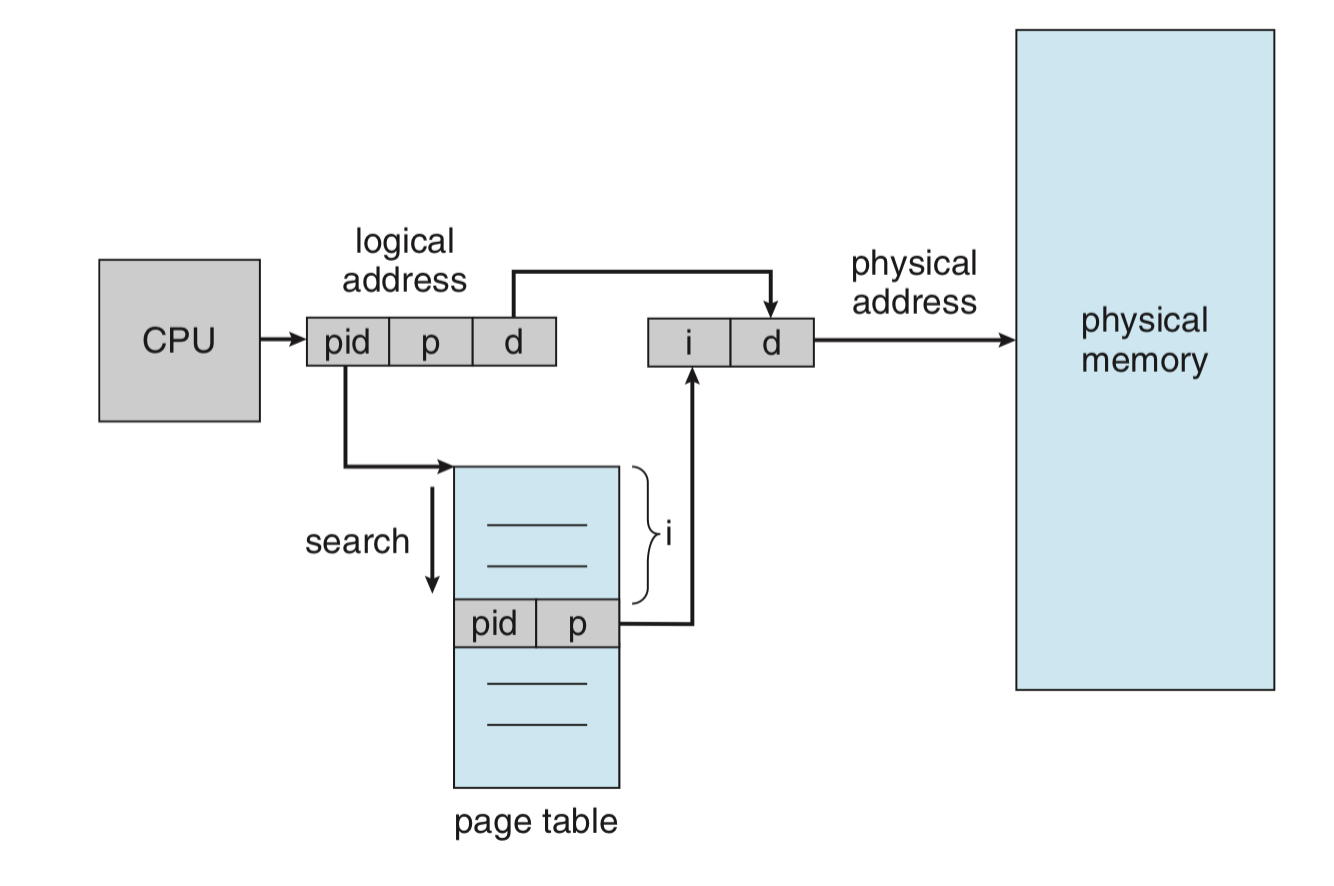 logical
address
CPU
pid p d
i d
physical
address
physical
memory
search
i
pid p
page table